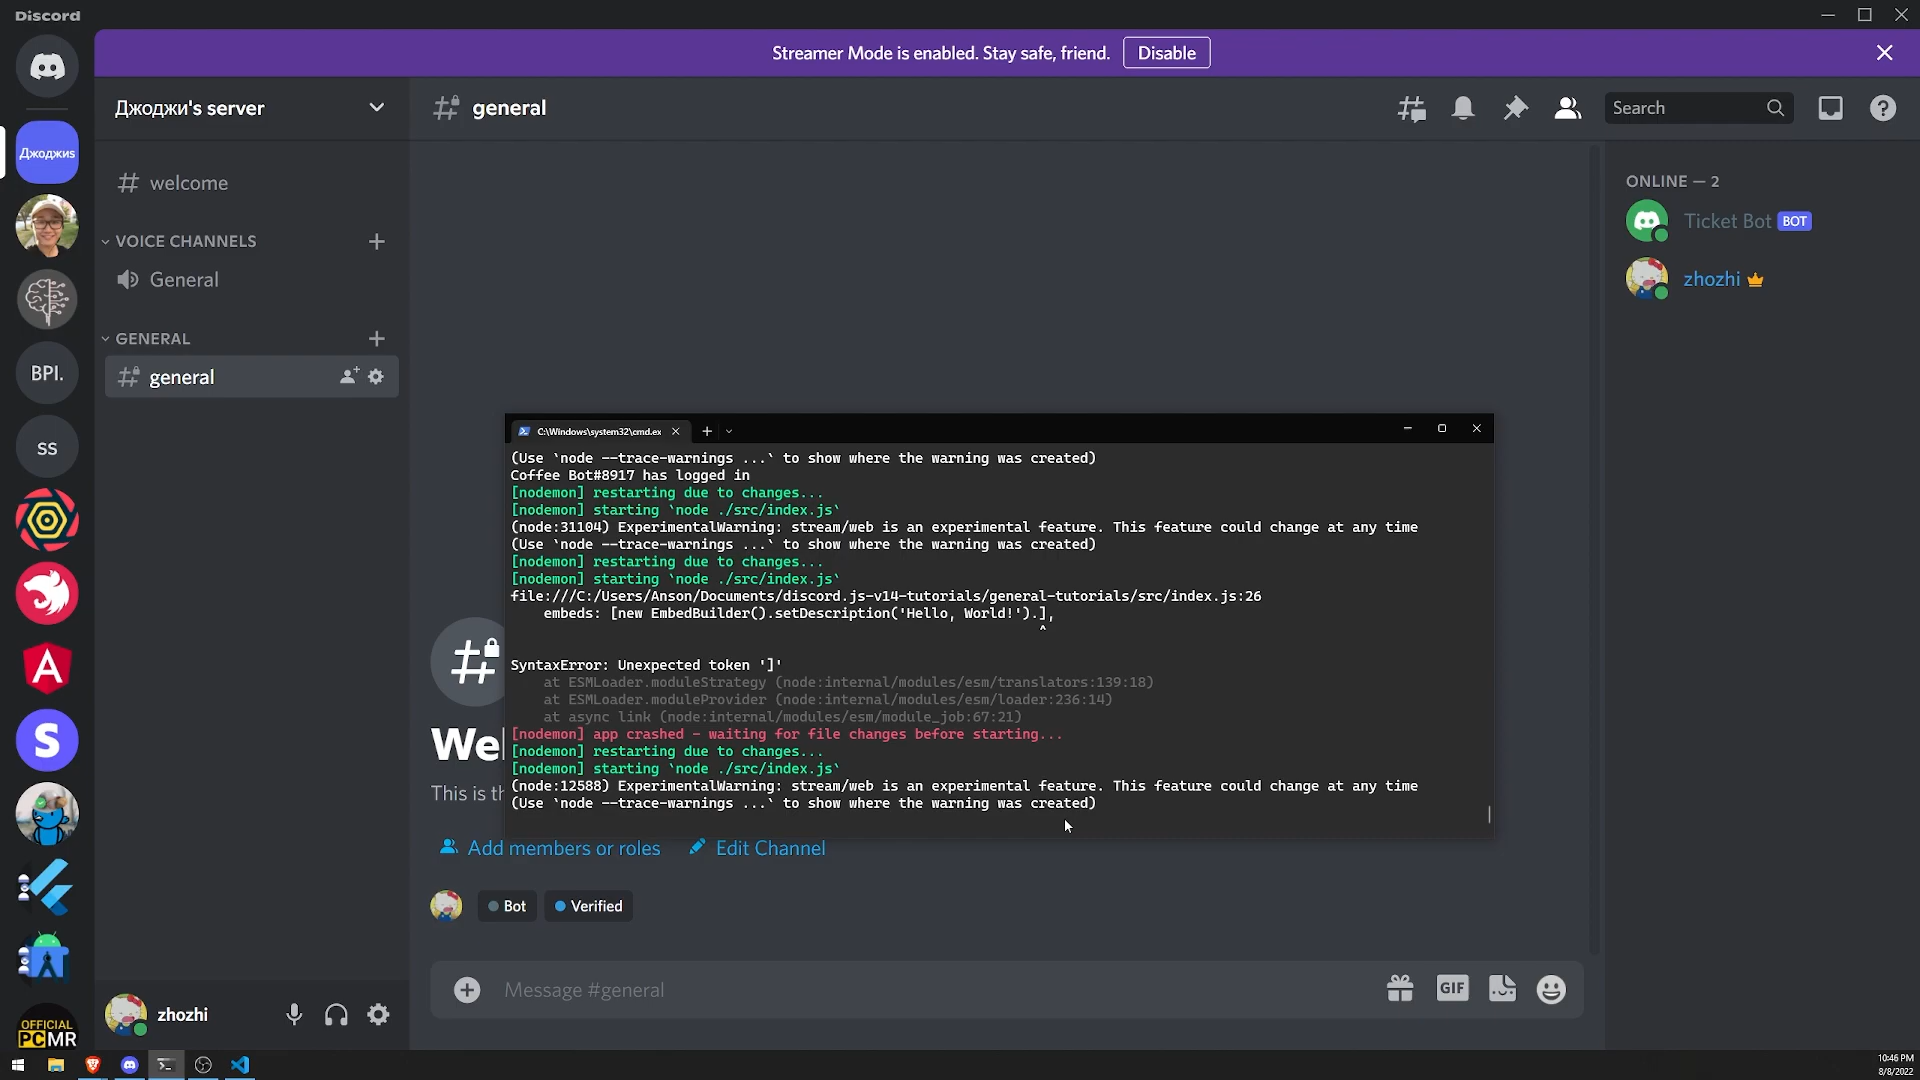 Discord
Streamer Mode is enabled. Stay safe, friend.
Disable
Джоджи's server
general
Search
Джоджиs
BPI.
ss
S
OFFICIAL
PCMR
welcome
VOICE CHANNELS
General
GENERAL
general
ONLINE — 2
Ticket Bot BOT
zhozhi
C:\Windows\system32\cmd.ex
(Use `node --trace-warnings ...` to show where the warning was created)
Coffee Bot#8917 has logged in
[nodemon] restarting due to changes...
[nodemon] starting `node ./src/index.js`
(node:31104) ExperimentalWarning: stream/web is an experimental feature. This feature could change at any time
(Use `node --trace-warnings ...` to show where the warning was created)
[nodemon] restarting due to changes...
[nodemon] starting `node ./src/index.js`
file:///C:/Users/Anson/Documents/discord.js-v14-tutorials/general-tutorials/src/index.js:26
embeds: [new EmbedBuilder().setDescription('Hello, World!').],
^
SyntaxError: Unexpected token ']'
at ESMLoader.moduleStrategy (node:internal/modules/esm/translators:139:18)
at ESMLoader.moduleProvider (node:internal/modules/esm/loader:236:14)
at async link (node:internal/modules/esm/module_job:67:21)
[nodemon] app crashed - waiting for file changes before starting...
[nodemon] restarting due to changes...
[nodemon] starting `node ./src/index.js`
(node:12588) ExperimentalWarning: stream/web is an experimental feature. This feature could change at any time
(Use `node --trace-warnings ...` to show where the warning was created)
Wel
This is th
Add members or roles
Edit Channel
Bot
Verified
Message #general
GIF
zhozhi
10:46 PM
8/8/2022